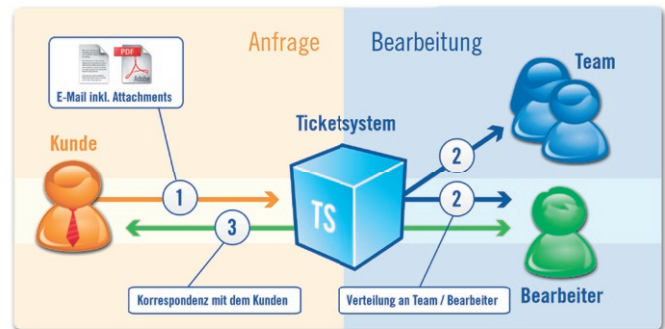 Anfrage
Bearbeitung
PDF
Adobe
E-Mail inkl. Attachments
Team
Ticketsystem
Kunde
2
1
TS
2
3
Korrespondenz mit dem Kunden
Verteilung an Team / Bearbeiter
Bearbeiter